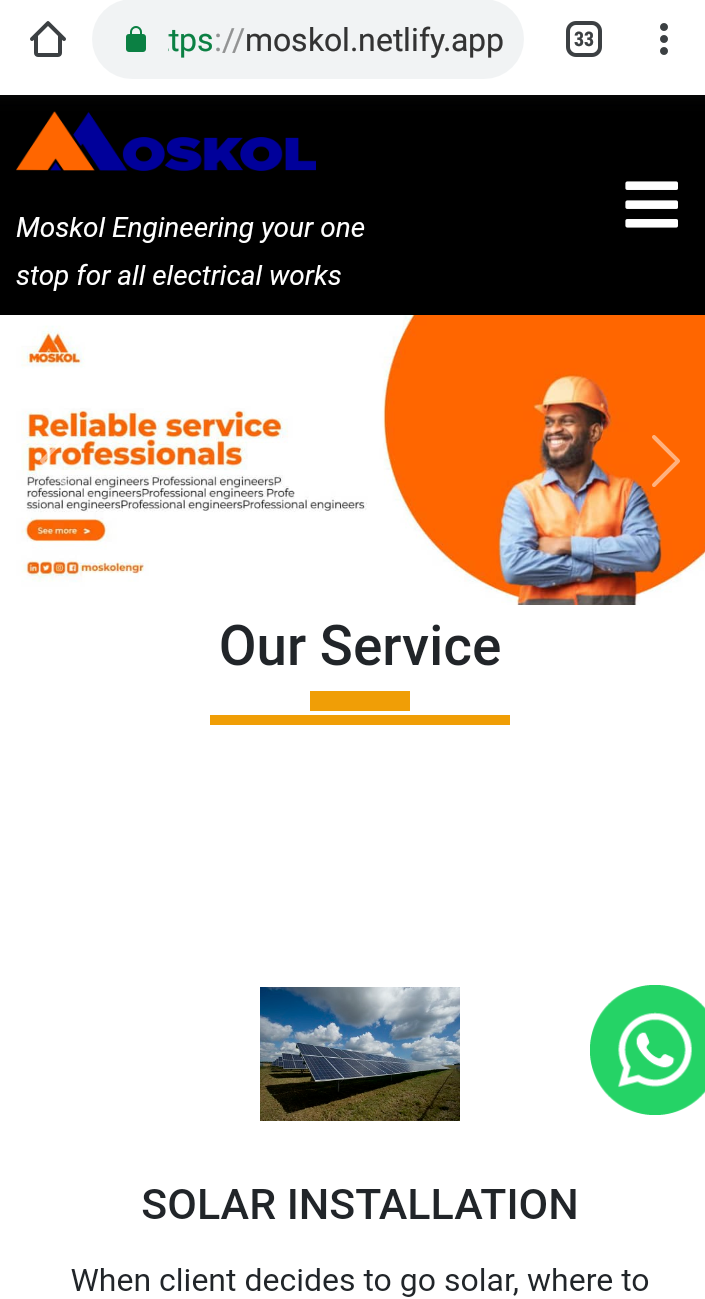 tps://moskol.netlify.app
33
MOSKOL
Moskol Engineering your one
stop for all electrical works
MOSKOL
Reliable service
professionals
Professional engineers Professional engineersP
rofessional engineersProfessional engineers Profe
ssional engineersProfessional engineersProfessional engineers
See more >
in moskolengr
Our Service
SOLAR INSTALLATION
When client decides to go solar, where to